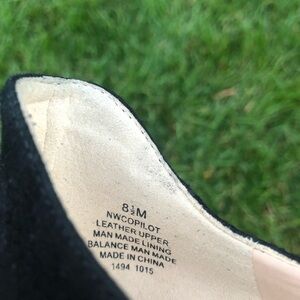 8½M
NWCOPILOT
LEATHER UPPER
MAN MADE LINING
BALANCE MAN MADE
MADE IN CHINA
1494 1015